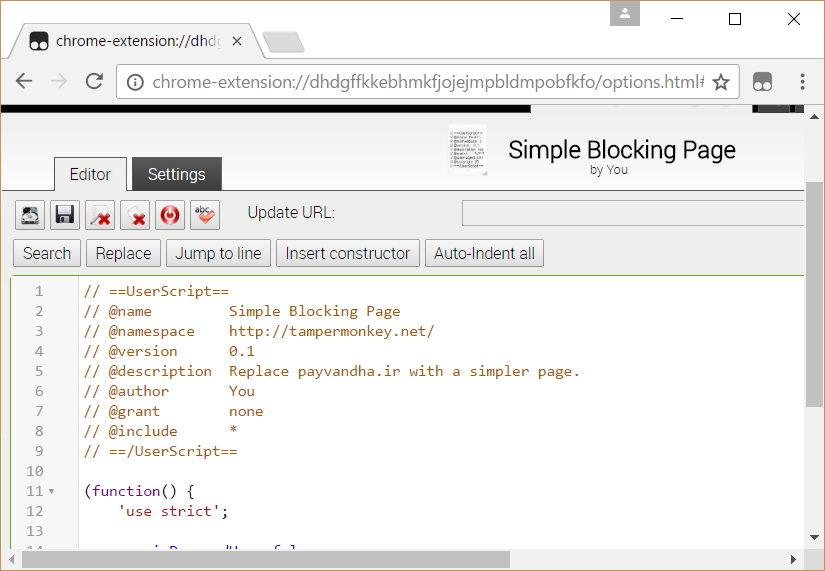 chrome-extension://dhdg
chrome-extension://dhdgffkkebhmkfjojejmpbldmpobfkfo/options.html#
Simple Blocking Page
by You
Editor
Settings
abc
Update URL:
Search
Replace
Jump to line
Insert constructor
Auto-Indent all
1 // ==UserScript==
2 // @name Simple Blocking Page
3 // @namespace http://tampermonkey.net/
4 // @version 0.1
5 // @description Replace payvandha.ir with a simpler page.
6 // @author You
7 // @grant none
8 // @include *
9 // ==/UserScript==
10
11 (function() {
12 'use strict';
13